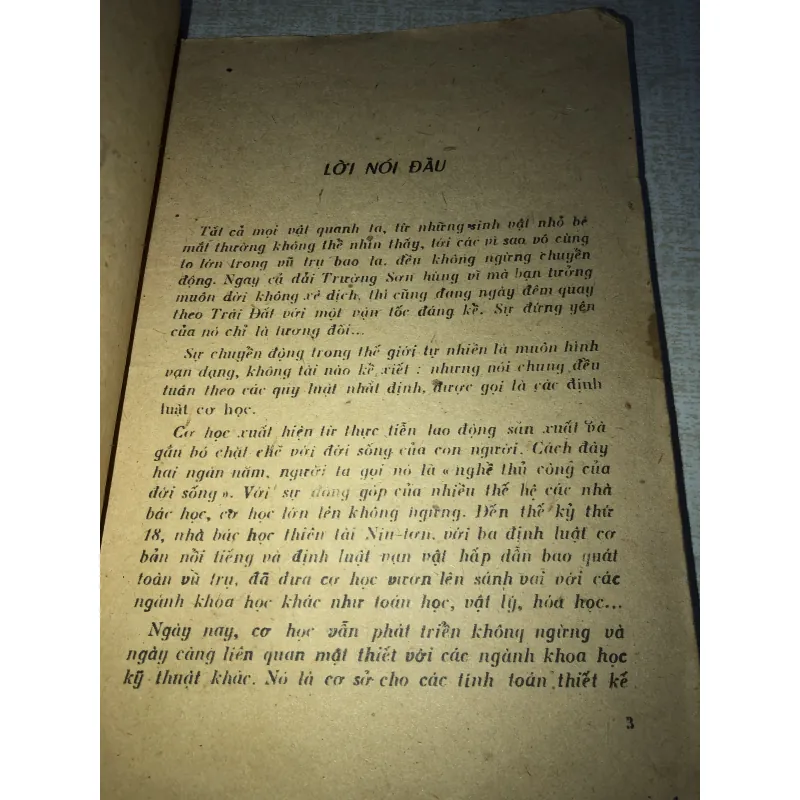 LỜI NÓI ĐẦU
Tất cả mọi vật quanh ta, từ những sinh vật nhỏ bé
mắt thường không thể nhìn thấy, tới các vì sao vô cùng
to lớn trong vũ trụ bao la, đều không ngừng chuyển
động. Ngay cả dải Trường Sơn hùng vĩ mà bạn tưởng
muôn đời không xê dịch, thì cũng đang ngày đêm quay
theo Trái Đất với một vận tốc đáng kể. Sự đứng yên
của nó chỉ là tương đối...
Sự chuyển động trong thế giới tự nhiên là muôn hình
vạn dạng, không tài nào kể xiết ; nhưng nói chung đều
tuân theo các quy luật nhất định, được gọi là các định
luật cơ học.
Cơ học xuất hiện từ thực tiễn lao động sản xuất và
gắn bó chặt chẽ với đời sống của con người. Cách đây
hai ngàn năm, người ta gọi nó là « nghề thủ công của
đời sống ». Với sự đóng góp của nhiều thế hệ các nhà
bác học, cơ học lớn lên không ngừng. Đến thế kỷ thứ
18, nhà bác học thiên tài Niu-tơn, với ba định luật cơ
bản nổi tiếng và định luật vạn vật hấp dẫn bao quát
toàn vũ trụ, đã đưa cơ học vươn lên sánh vai với các
ngành khoa học khác như toán học, vật lý, hóa học...
Ngày nay, cơ học vẫn phát triển không ngừng và
ngày càng liên quan mật thiết với các ngành khoa học
kỹ thuật khác. Nó là cơ sở cho các tính toán thiết kế
3